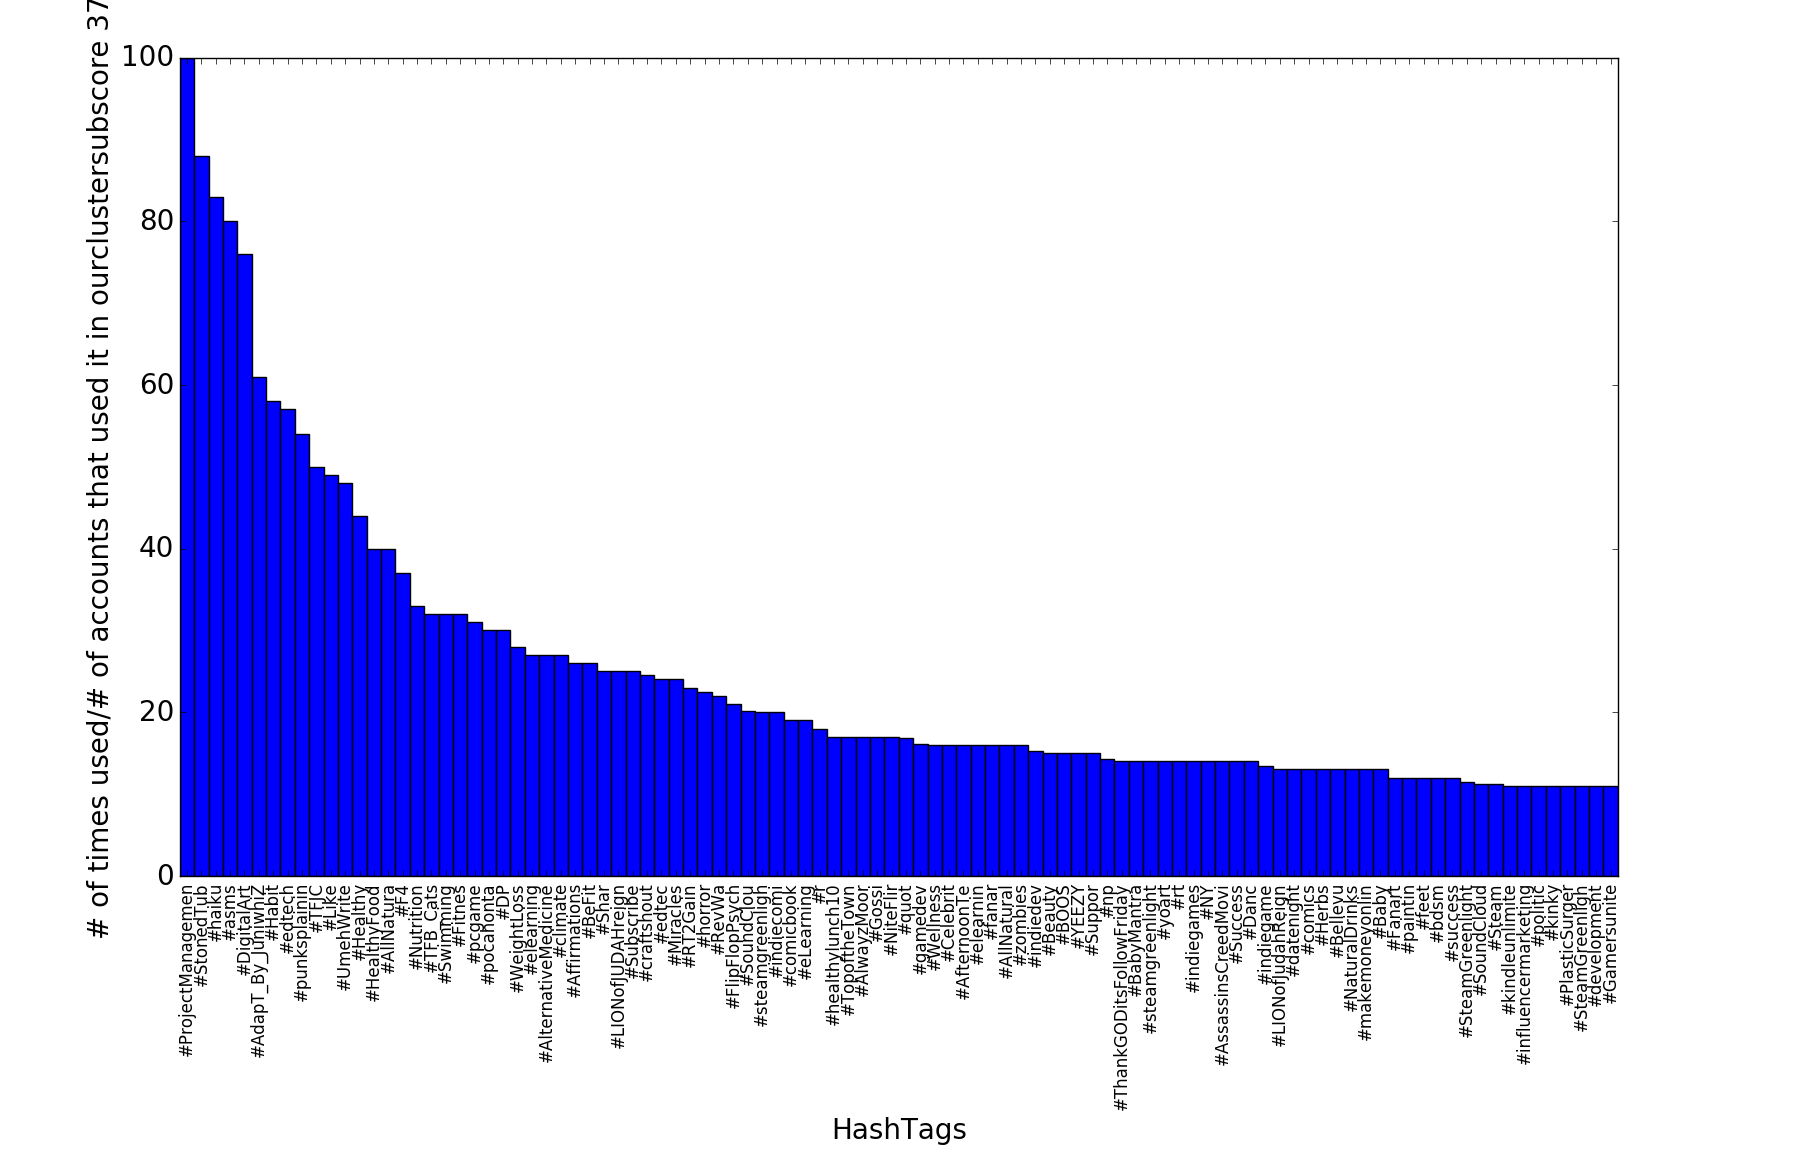 # of times used/# of accounts that used it in ourclustersubscore 37
100
80
60
40
20
0
#ProjectManagemen
#StonedTub
#haiku
#asms
#DigitalArt
#AdapT_By_JuniwhiZ
#Habit
#edtech
#punksplainin
#TFJC
#Like
#UmehWrite
#Healthy
#HealthyFood
#AllNatura
#F4
#Nutrition
#TFB_Cats
#Swimming
#Fitnes
#pcgame
#pocahonta
#DP
#WeightLoss
#elearning
#AlternativeMedicine
#climate
#Affirmations
#BeFit
#Shar
#LIONofJUDAHreign
#Subscribe
#craftshout
#edtec
#Miracles
#RT2Gain
#horror
#RevWa
#FlipFlopPsych
#SoundClou
#steamgreenligh
#indiecomi
#comicbook
#eLearning
#r
#healthylunch10
#TopoftheTown
#AlwayzMoor
#Gossi
#NiteFlir
#quot
#gamedev
#Wellness
#Celebrit
#AfternoonTe
#elearnin
#fanar
#AllNatural
#zombies
#indiedev
#Beauty
#BOOS
#YEEZY
#Suppor
#np
#ThankGODitsFollowFriday
#BabyMantra
#steamgreenlight
#yoart
#rt
#indiegames
#NY
#AssassinsCreedMovi
#Success
#Danc
#indiegame
#LIONofJudahReign
#datenight
#comics
#Herbs
#Belleyu
#NaturalDrinks
#makemoneyonlin
#Baby
#Fanart
#paintin
#feet
#bdsm
#success
#SteamGreenlight
#SoundCloud
#Steam
#kindleunlimite
#influencermarketing
#politic
#kinky
#PlasticSurger
#SteamGreenligh
#development
#Gamersunite
HashTags